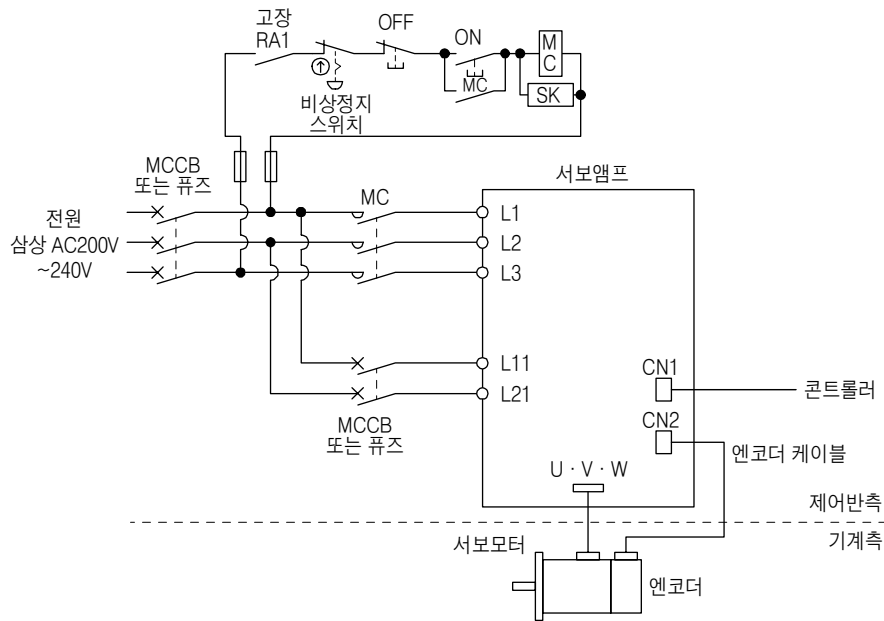 고장
RA1
OFF
ON
M
C
MC
SK
비상정지
스위치
MCCB
또는 퓨즈
MC
서보앰프
전원
삼상 AC200V
~240V
L1
L2
L3
L11
L21
MCCB
또는 퓨즈
CN1
콘트롤러
CN2
엔코더 케이블
U · V · W
제어반측
기계측
서보모터
엔코더